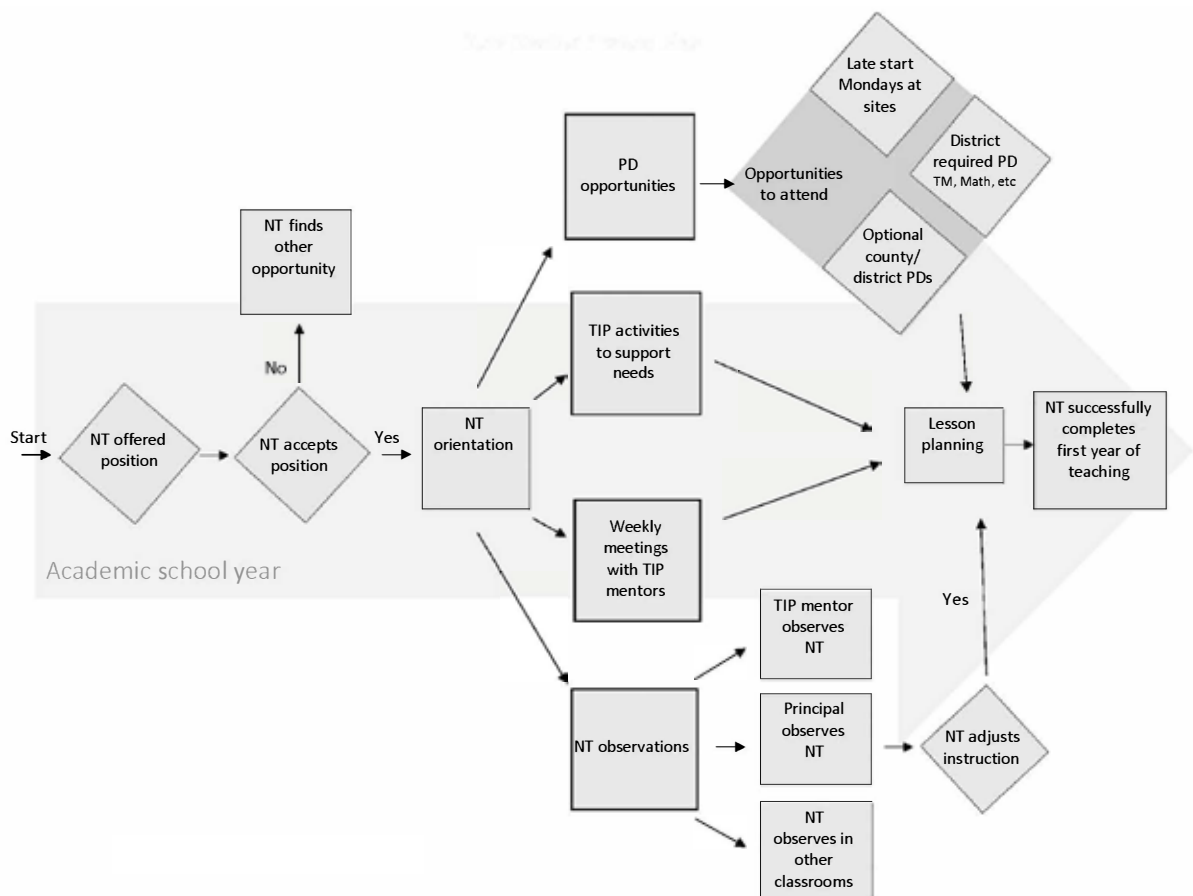 Late start
Mondays at
sites
District
required PD
TM, Math, etc
PD
opportunities
Opportunities
to attend
Optional
county/
district PDs
NT finds
other
opportunity
TIP activities
to support
needs
No
Start
NT offered
position
NT accepts
position
Yes
NT
orientation
Lesson
planning
NT successfully
completes
first year of
teaching
Weekly
meetings
with TIP
mentors
Academic school year
TIP mentor
observes
NT
Yes
NT observations
Principal
observes
NT
NT adjusts
instruction
NT
observes in
other
classrooms